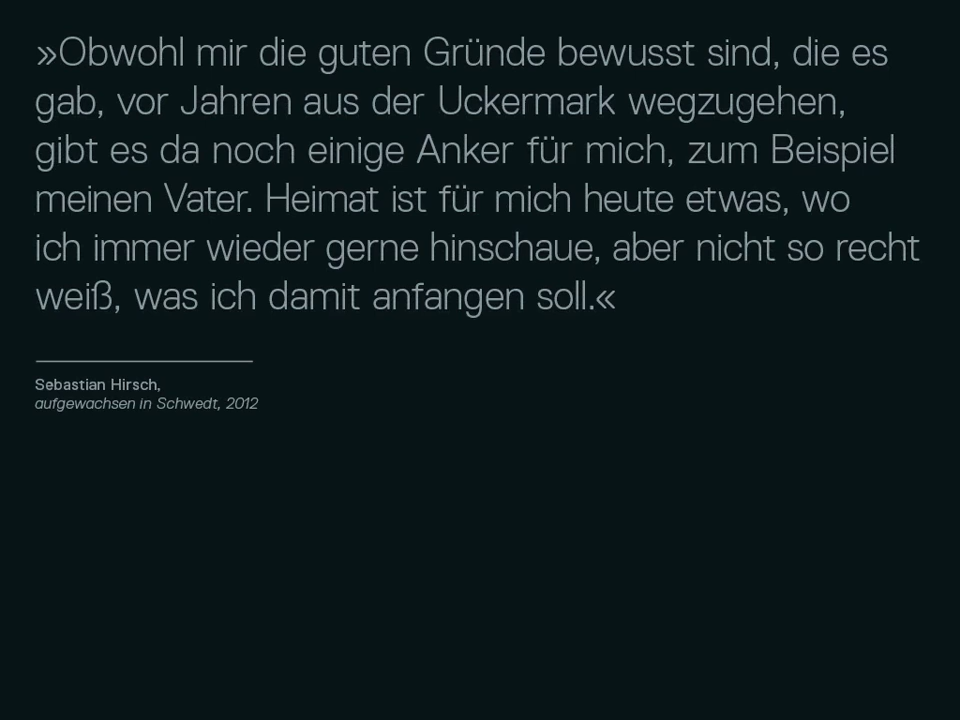 »Obwohl mir die guten Gründe bewusst sind, die es
gab, vor Jahren aus der Uckermark wegzugehen,
gibt es da noch einige Anker für mich, zum Beispiel
meinen Vater. Heimat ist für mich heute etwas, wo
ich immer wieder gerne hinschaue, aber nicht so recht
weiß, was ich damit anfangen soll.«
Sebastian Hirsch,
aufgewachsen in Schwedt, 2012